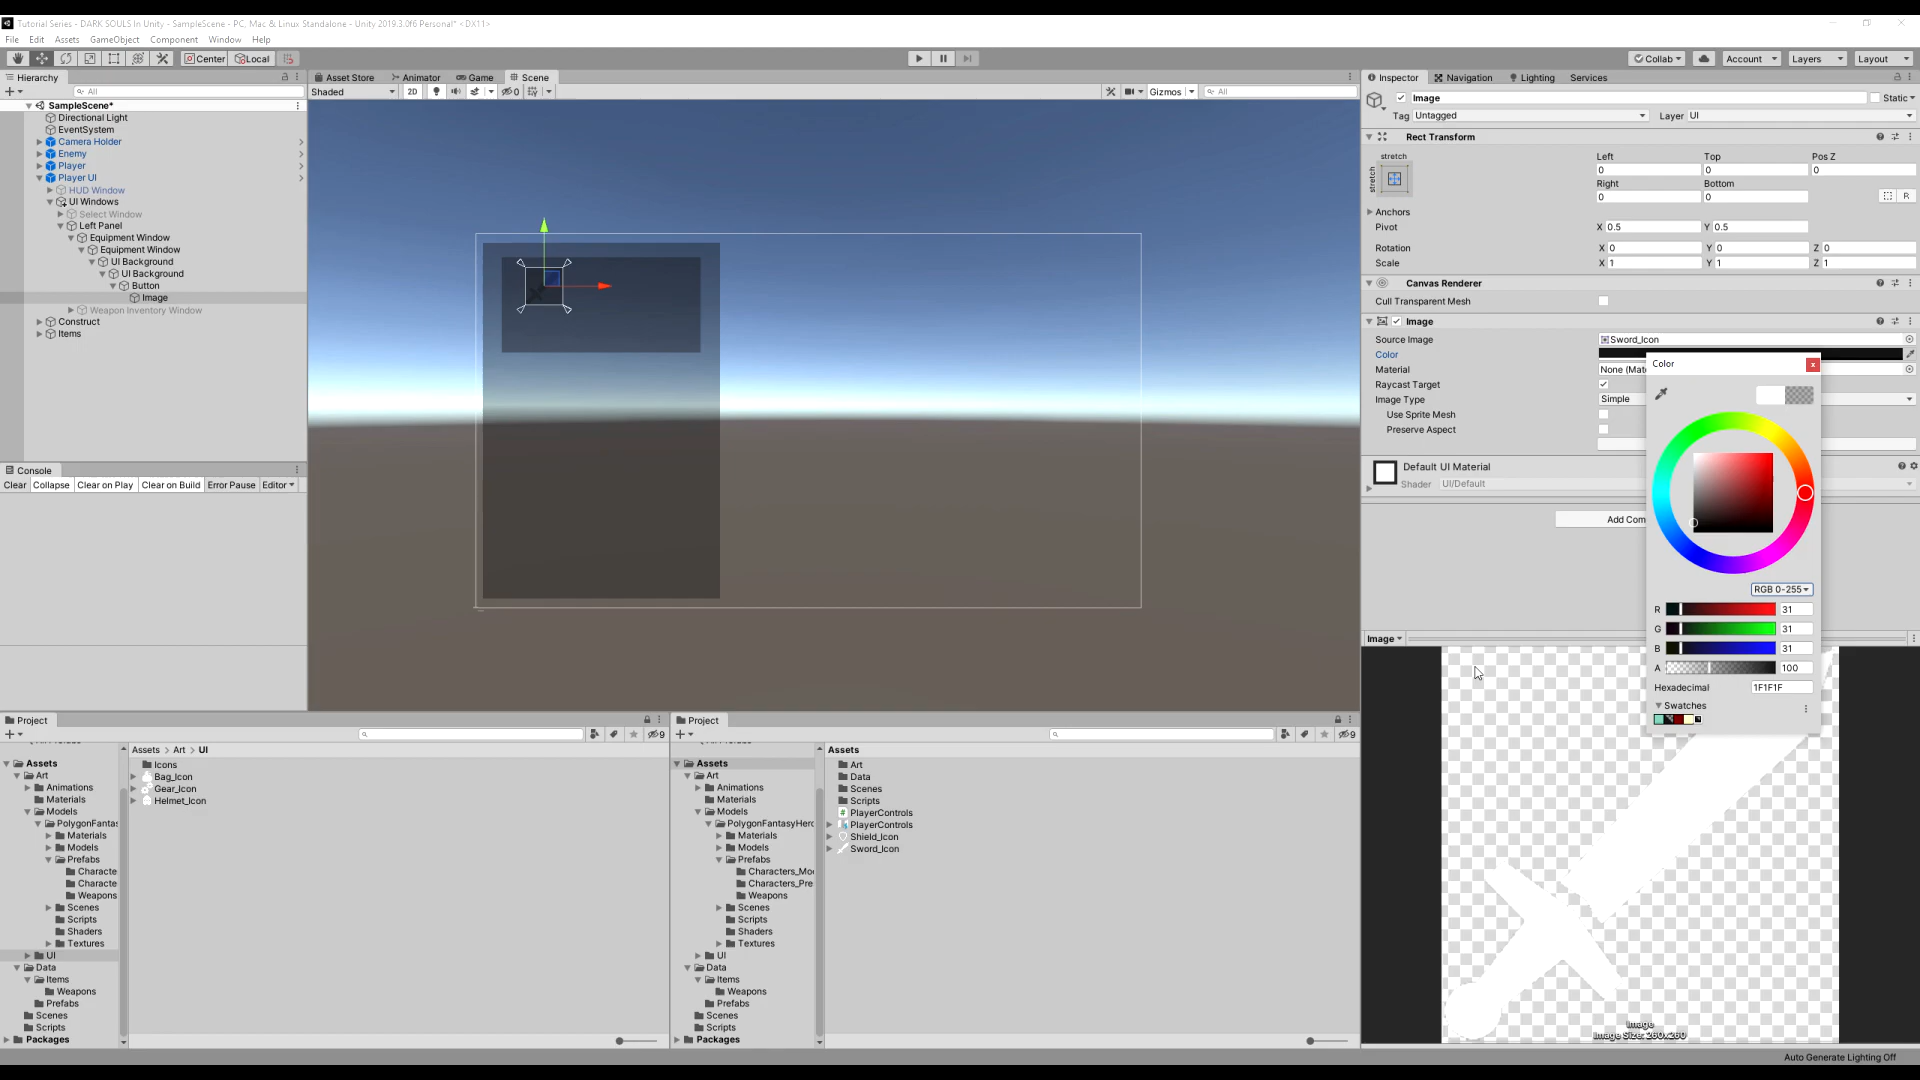 Tutorial Series - DARK SOULS In Unity - SampleScene - PC, Mac & Linux Standalone - Unity 2019.3.0f6 Personal* <DX11>
File Edit Assets GameObject Component Window Help
Center Local Collab Account Layers Layout
Hierarchy
All
SampleScene*
Directional Light
EventSystem
Camera Holder
Enemy
Player
Player UI
HUD Window
UI Windows
Select Window
Left Panel
Equipment Window
Equipment Window
UI Background
UI Background
Button
Image
Weapon Inventory Window
Construct
Items
Console
Clear Collapse Clear on Play Clear on Build Error Pause Editor
Asset Store Animator Game Scene
Shaded 2D 0 Gizmos All
Inspector Navigation Lighting Services
Image Static
Tag Untagged Layer UI
Rect Transform
stretch
stretch
Left Top Pos Z
0 0 0
Right Bottom
0 0 R
Anchors
Pivot X 0.5 Y 0.5
Rotation X 0 Y 0 Z 0
Scale X 1 Y 1 Z 1
Canvas Renderer
Cull Transparent Mesh
Image
Source Image Sword_Icon
Color
Material None (Mat
Raycast Target
Image Type Simple
Use Sprite Mesh
Preserve Aspect
Default UI Material
Shader UI/Default
Add Com
Color
RGB 0-255
R 31
G 31
B 31
A 100
Hexadecimal 1F1F1F
Swatches
Image
Image
Image Size: 260x260
Project
9
Assets
Art
Animations
Materials
Models
PolygonFantas
Materials
Models
Prefabs
Characte
Characte
Weapons
Scenes
Scripts
Shaders
Textures
UI
Data
Items
Weapons
Prefabs
Scenes
Scripts
Packages
Assets > Art > UI
Icons
Bag_Icon
Gear_Icon
Helmet_Icon
Project
9
Assets
Art
Animations
Materials
Models
PolygonFantasyHero
Materials
Models
Prefabs
Characters_Mo
Characters_Pre
Weapons
Scenes
Scripts
Shaders
Textures
UI
Data
Items
Weapons
Prefabs
Scenes
Scripts
Packages
Assets
Art
Data
Scenes
Scripts
PlayerControls
PlayerControls
Shield_Icon
Sword_Icon
Auto Generate Lighting Off